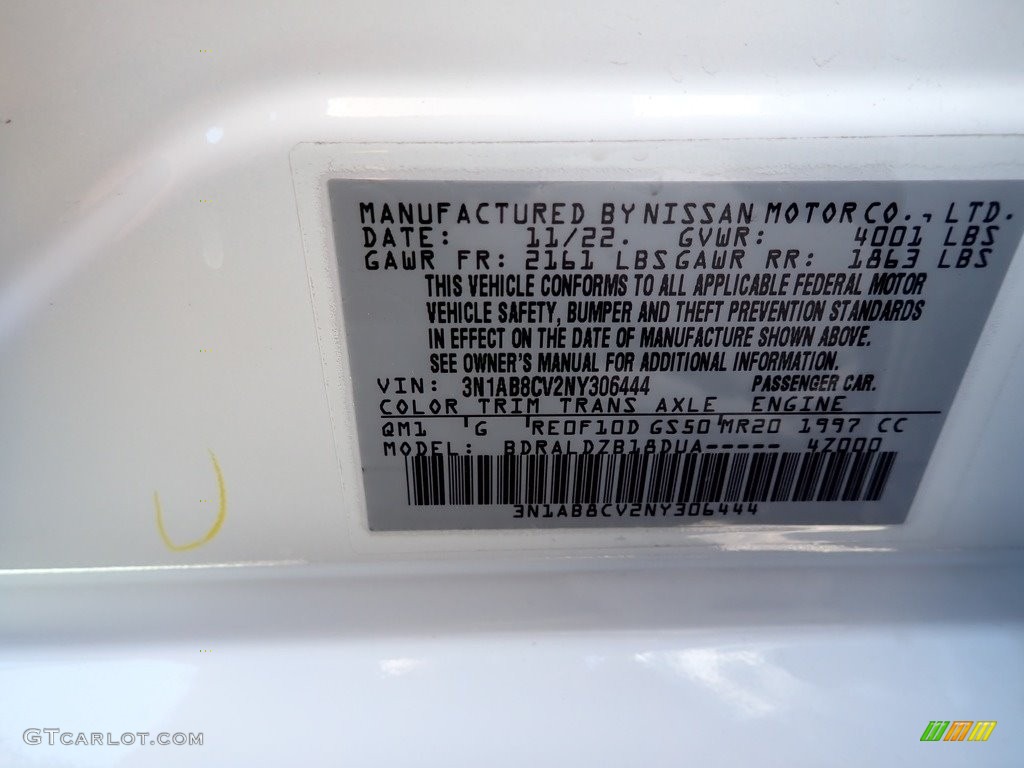 MANUFACTURED BY NISSAN MOTOR CO., LTD.
DATE: 11/22. GVWR: 4001 LBS
GAWR FR: 2161 LBS GAWR RR: 1863 LBS
THIS VEHICLE CONFORMS TO ALL APPLICABLE FEDERAL MOTOR
VEHICLE SAFETY, BUMPER AND THEFT PREVENTION STANDARDS
IN EFFECT ON THE DATE OF MANUFACTURE SHOWN ABOVE.
SEE OWNER'S MANUAL FOR ADDITIONAL INFORMATION.
VIN: 3N1AB8CV2NY306444 PASSENGER CAR.
COLOR TRIM TRANS AXLE ENGINE
QM1 G RE0F10D GS50 MR20 1997 CC
MODEL: BDRALDZB18DUA----- 4Z000
3N1AB8CV2NY306444
GTCARLOT.COM